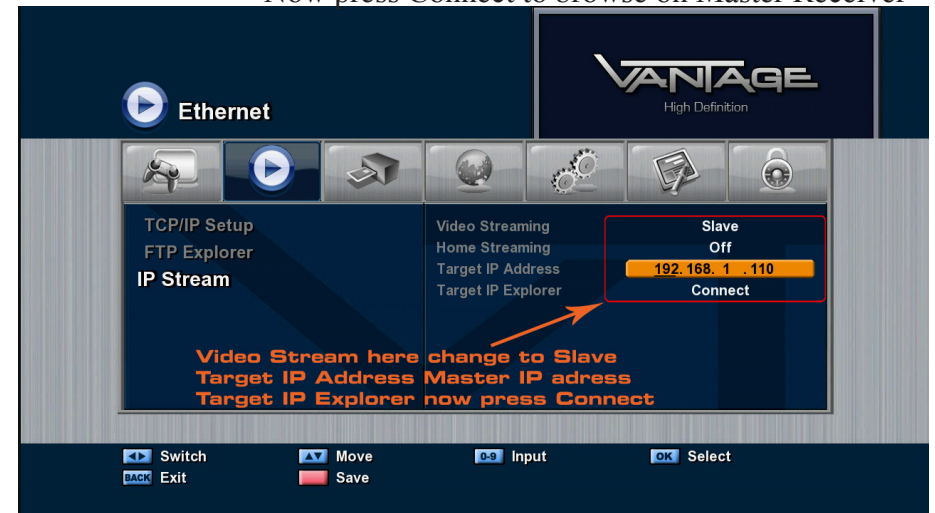 Now press Connect to browse on Master Receiver
VANTAGE
High Definition
Ethernet
TCP/IP Setup
FTP Explorer
IP Stream
Video Streaming Slave
Home Streaming Off
Target IP Address 192.168. 1 .110
Target IP Explorer Connect
Video Stream here change to Slave
Target IP Address Master IP adress
Target IP Explorer now press Connect
Switch Move 0-9 Input OK Select
BACK Exit Save